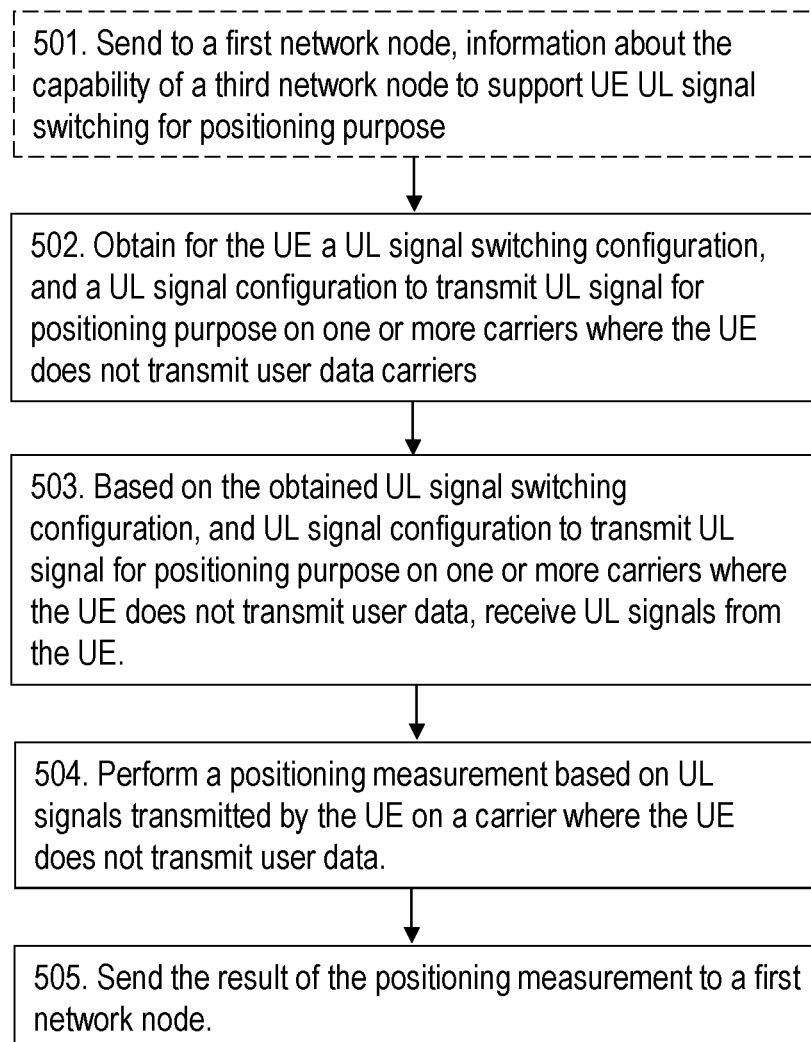 501. Send to a first network node, information about the
capability of a third network node to support UE UL signal
switching for positioning purpose
502. Obtain for the UE a UL signal switching configuration,
and a UL signal configuration to transmit UL signal for
positioning purpose on one or more carriers where the UE
does not transmit user data carriers
503. Based on the obtained UL signal switching
configuration, and UL signal configuration to transmit UL
signal for positioning purpose on one or more carriers where
the UE does not transmit user data, receive UL signals from
the UE.
504. Perform a positioning measurement based on UL
signals transmitted by the UE on a carrier where the UE
does not transmit user data.
505. Send the result of the positioning measurement to a first
network node.